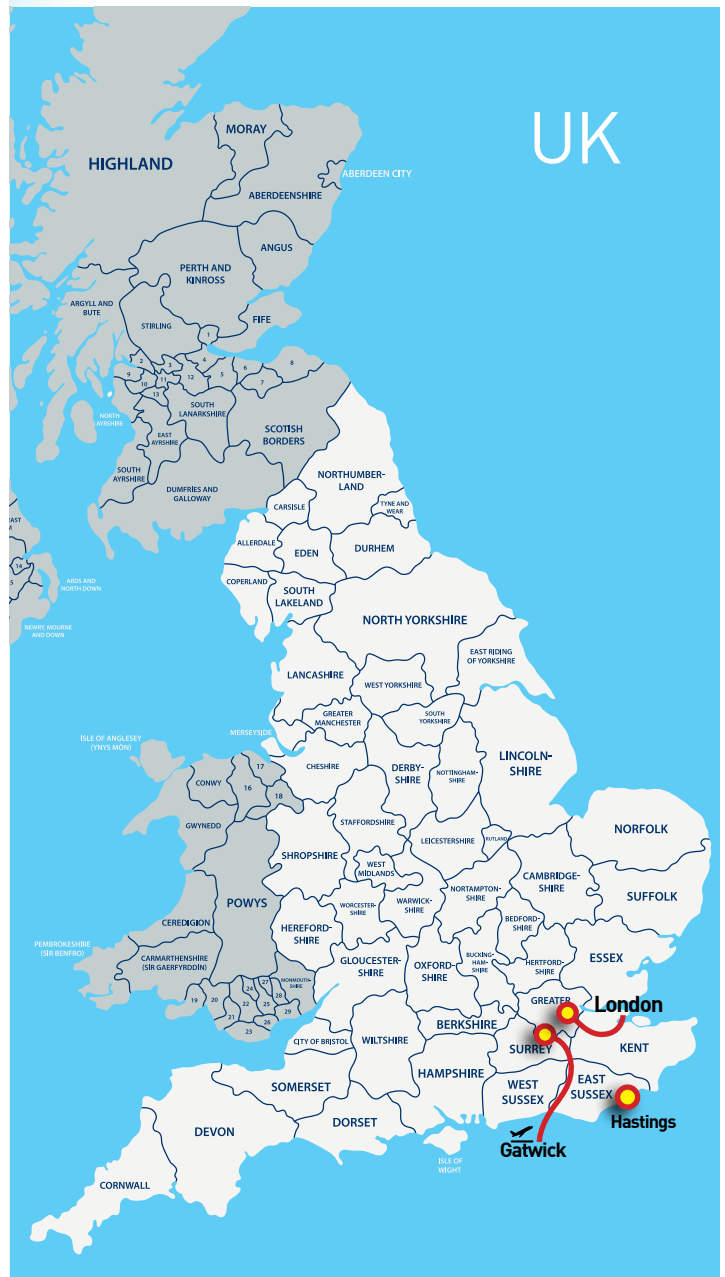 UK
MORAY
HIGHLAND
ABERDEEN CITY
ABERDEENSHIRE
ANGUS
PERTH AND
KINROSS
ARGYLL AND
BUTE
STIRLING
FIFE
1
2
3
4
5
6
7
8
9
10
11
12
13
NORTH
AYRSHIRE
SOUTH
LANARKSHIRE
EAST
AYRSHIRE
SCOTISH
BORDERS
SOUTH
AYRSHIRE
DUMFRIES AND
GALLOWAY
NORTHUMBER-
LAND
CARSISLE
TYNE AND
WEAR
EAST
M
14
5
ARDS AND
NORTH DOWN
NEWRY, MOURNE
AND DOWN
ALLERDALE
EDEN
DURHEM
COPERLAND
SOUTH
LAKELAND
NORTH YORKSHIRE
EAST RIDING
OF YORKSHIRE
LANCASHIRE
WEST YORKSHIRE
GREATER
MANCHESTER
SOUTH
YORKSHIRE
MERSEYSIDE
ISLE OF ANGLESEY
(YNYS MÔN)
CHESHIRE
DERBY-
SHIRE
NOTTINGHAM-
SHIRE
LINCOLN-
SHIRE
17
CONWY
16
18
GWYNEDD
STAFFORDSHIRE
LEICESTERSHIRE
RUTLAND
NORFOLK
SHROPSHIRE
WEST
MIDLANDS
CAMBRIDGE-
SHIRE
SUFFOLK
POWYS
WORCESTER-
SHIRE
WARWICK-
SHIRE
NORTAMPTON-
SHIRE
BEDFORD-
SHIRE
CEREDIGION
HEREFORD-
SHIRE
PEMBROKESHIRE
(SIR BENFRO)
CARMARTHENSHIRE
(SÎR GAERFYRDDIN)
GLOUCESTER-
SHIRE
OXFORD-
SHIRE
BUCKING-
HAM-
SHIRE
HERTFORD-
SHIRE
ESSEX
MONMOUTH-
SHIRE
19
20
21
22
23
24
25
26
27
28
29
GREATER
London
BERKSHIRE
CITY OF BRISTOL
WILTSHIRE
SURREY
KENT
HAMPSHIRE
SOMERSET
WEST
SUSSEX
EAST
SUSSEX
Hastings
DORSET
DEVON
Gatwick
ISLE OF
WIGHT
CORNWALL